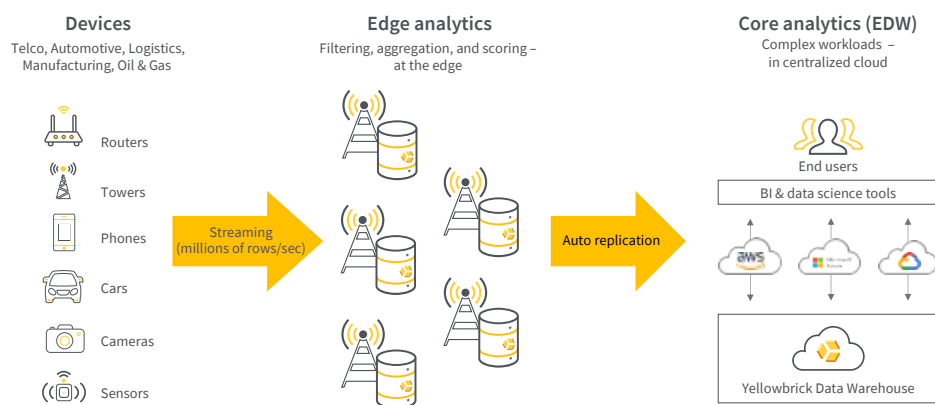 Devices
Telco, Automotive, Logistics,
Manufacturing, Oil & Gas
Routers
Towers
Phones
Cars
Cameras
Sensors
Streaming
(millions of rows/sec)
Edge analytics
Filtering, aggregation, and scoring –
at the edge
Auto replication
Core analytics (EDW)
Complex workloads –
in centralized cloud
End users
BI & data science tools
aws
Microsoft
Azure
Yellowbrick Data Warehouse